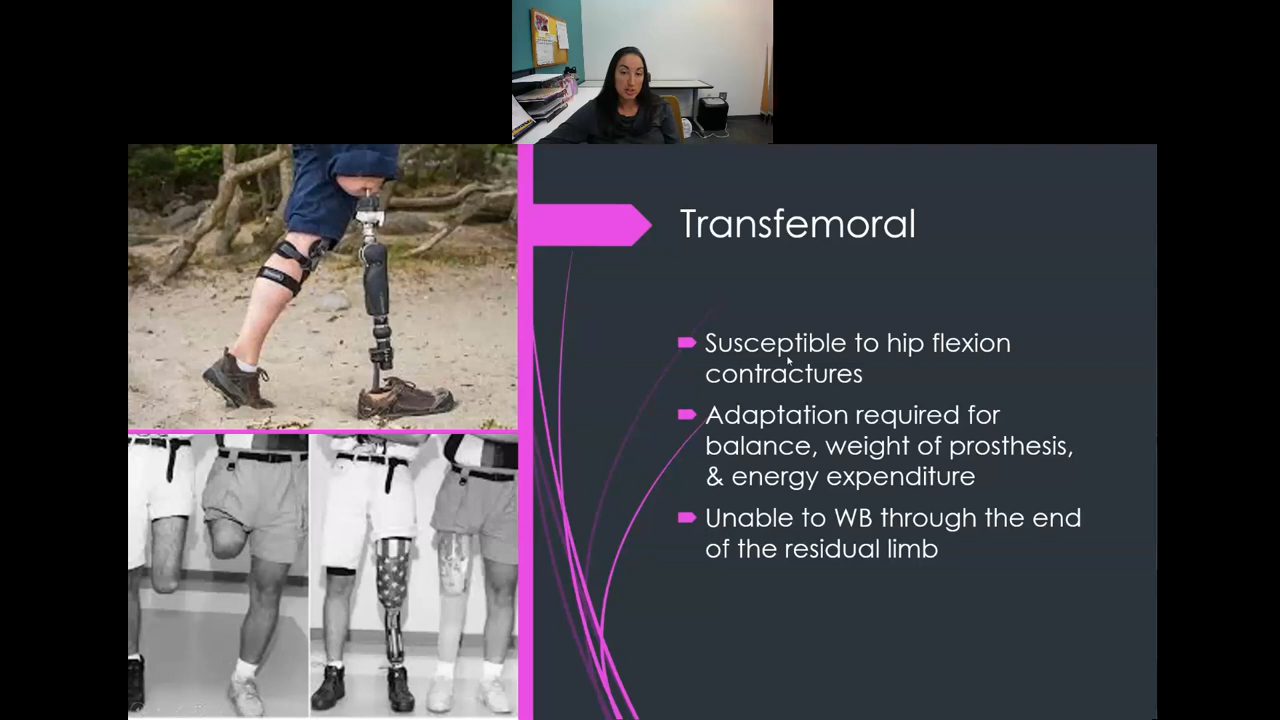 Transfemoral
Susceptible to hip flexion
contractures
Adaptation required for
balance, weight of prosthesis,
& energy expenditure
Unable to WB through the end
of the residual limb